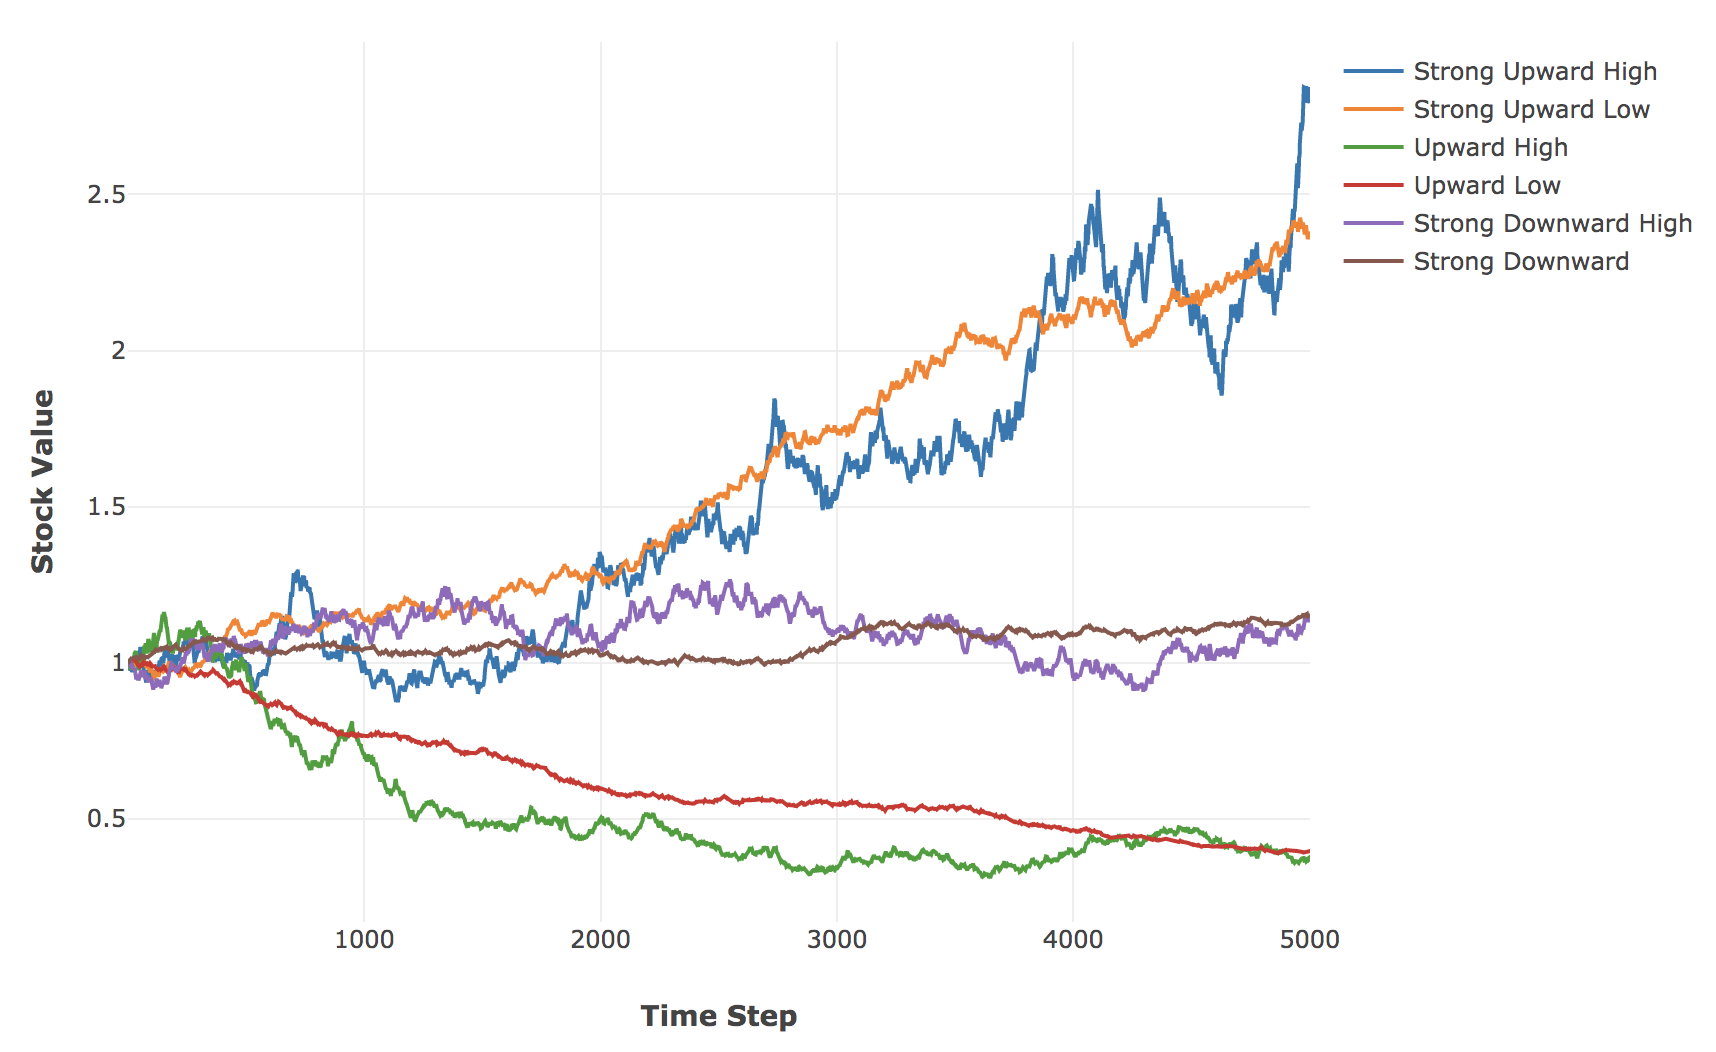 Strong Upward High
Strong Upward Low
Upward High
Upward Low
Strong Downward High
Strong Downward
2.5
2
1.5
1
0.5
Stock Value
1000 2000 3000 4000 5000
Time Step